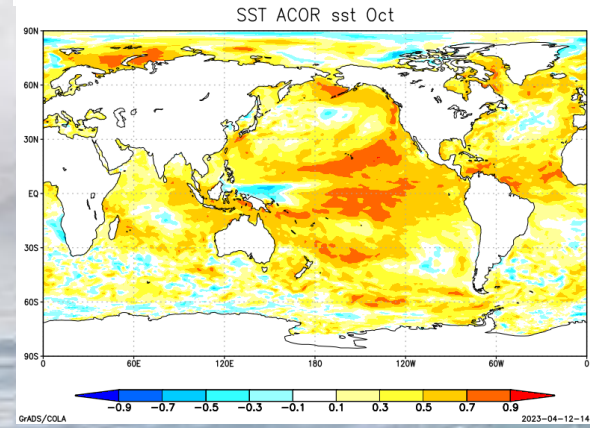 SST ACOR sst Oct
90N
60N
30N
EQ
30S
60S
90S
0 60E 120E 180 120W 60W 0
-0.9 -0.7 -0.5 -0.3 -0.1 0.1 0.3 0.5 0.7 0.9
GrADS/COLA 2023-04-12-14